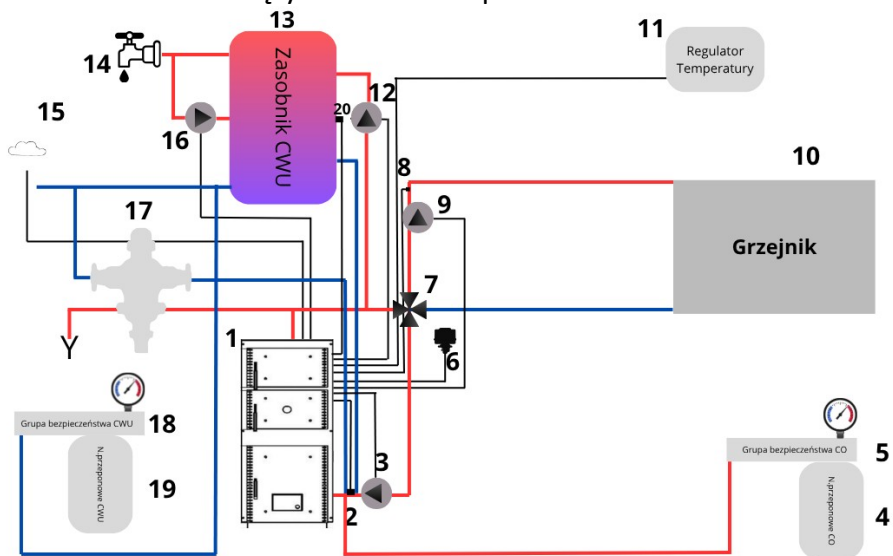 13
11
Regulator
Temperatury
14
Zasobnik CWU
12
20
15
16
8
10
9
17
Grzejnik
7
1
6
18
Grupa bezpieczeństwa CWU
3
Grupa bezpieczeństwa CO
5
N.przeponowe CWU
19
2
N.przeponowe CO
4